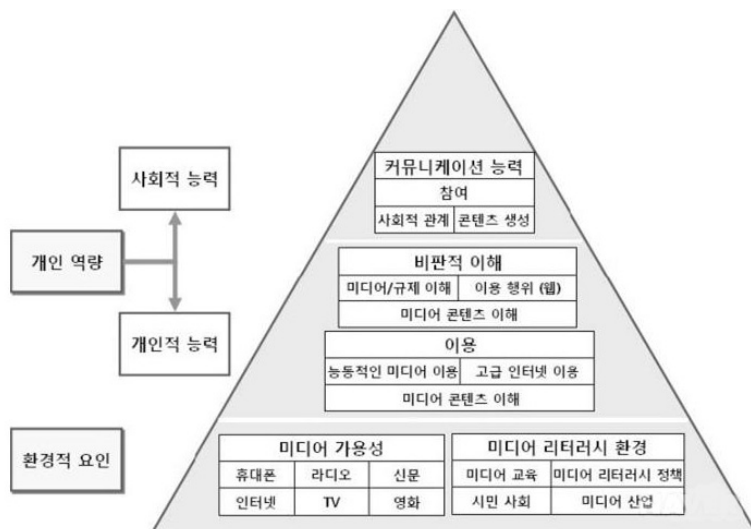 커뮤니케이션 능력
참여
사회적 관계 콘텐츠 생성
사회적 능력
개인 역량
개인적 능력
비판적 이해
미디어/규제 이해 이용 행위 (웹)
미디어 콘텐츠 이해
이용
능동적인 미디어 이용 고급 인터넷 이용
미디어 콘텐츠 이해
환경적 요인
미디어 가용성
휴대폰 라디오 신문
인터넷 TV 영화
미디어 리터러시 환경
미디어 교육 미디어 리터러시 정책
시민 사회 미디어 산업